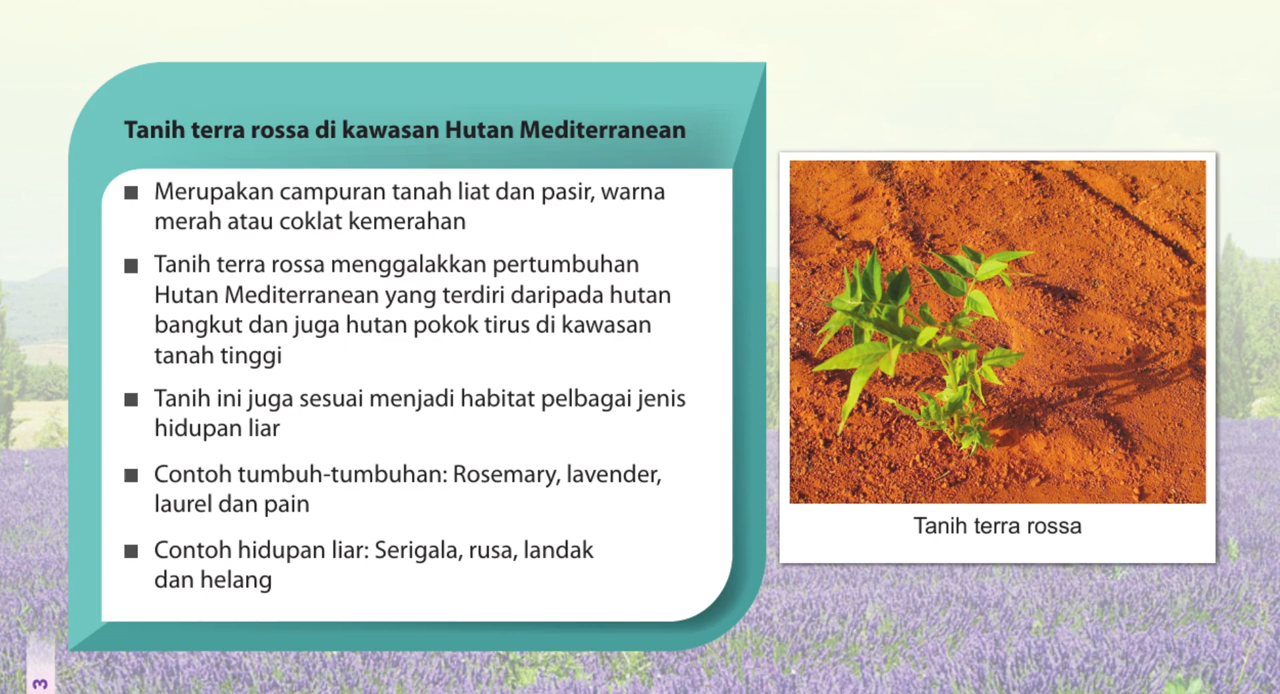 Tanih terra rossa di kawasan Hutan Mediterranean
■ Merupakan campuran tanah liat dan pasir, warna
merah atau coklat kemerahan
■ Tanih terra rossa menggalakkan pertumbuhan
Hutan Mediterranean yang terdiri daripada hutan
bangkut dan juga hutan pokok tirus di kawasan
tanah tinggi
■ Tanih ini juga sesuai menjadi habitat pelbagai jenis
hidupan liar
■ Contoh tumbuh-tumbuhan: Rosemary, lavender,
laurel dan pain
■ Contoh hidupan liar: Serigala, rusa, landak
dan helang
Tanih terra rossa
3